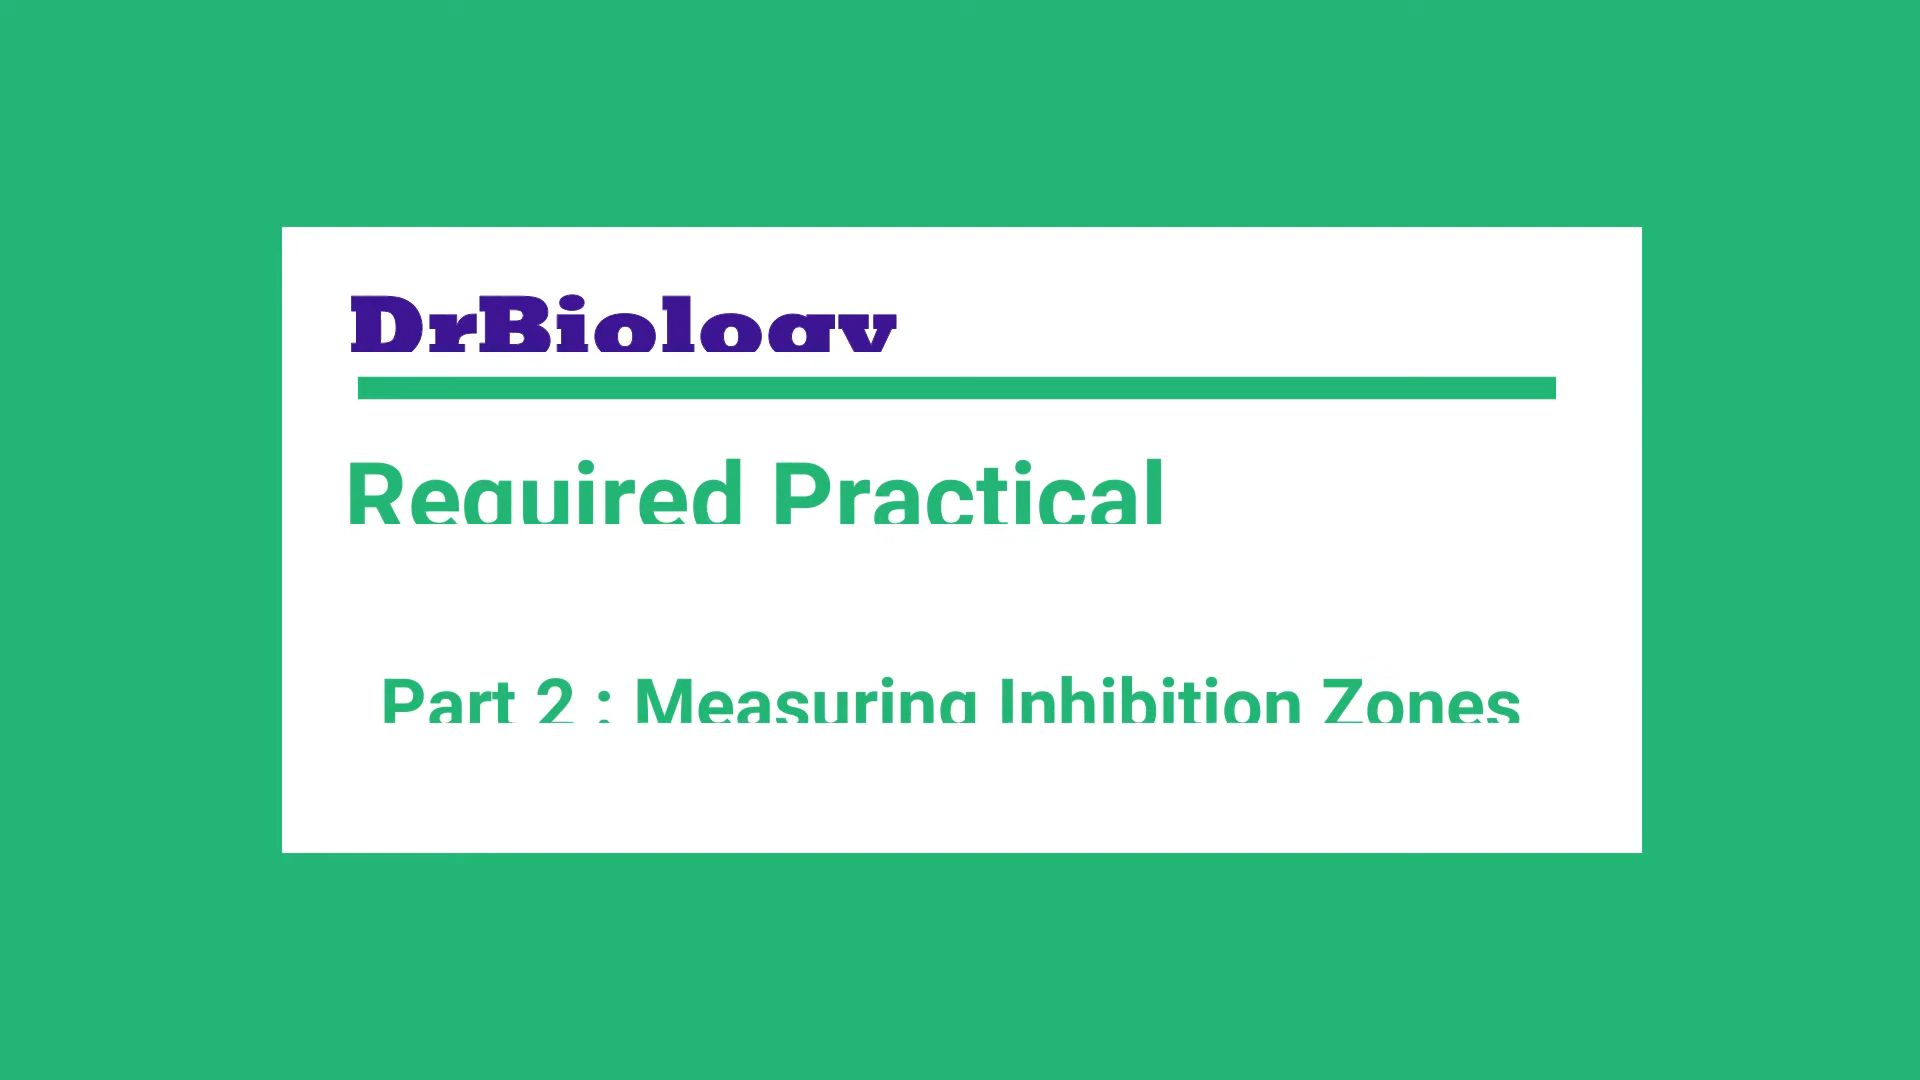 DrBiology
Required Practical
Part 2 : Measuring Inhibition Zones